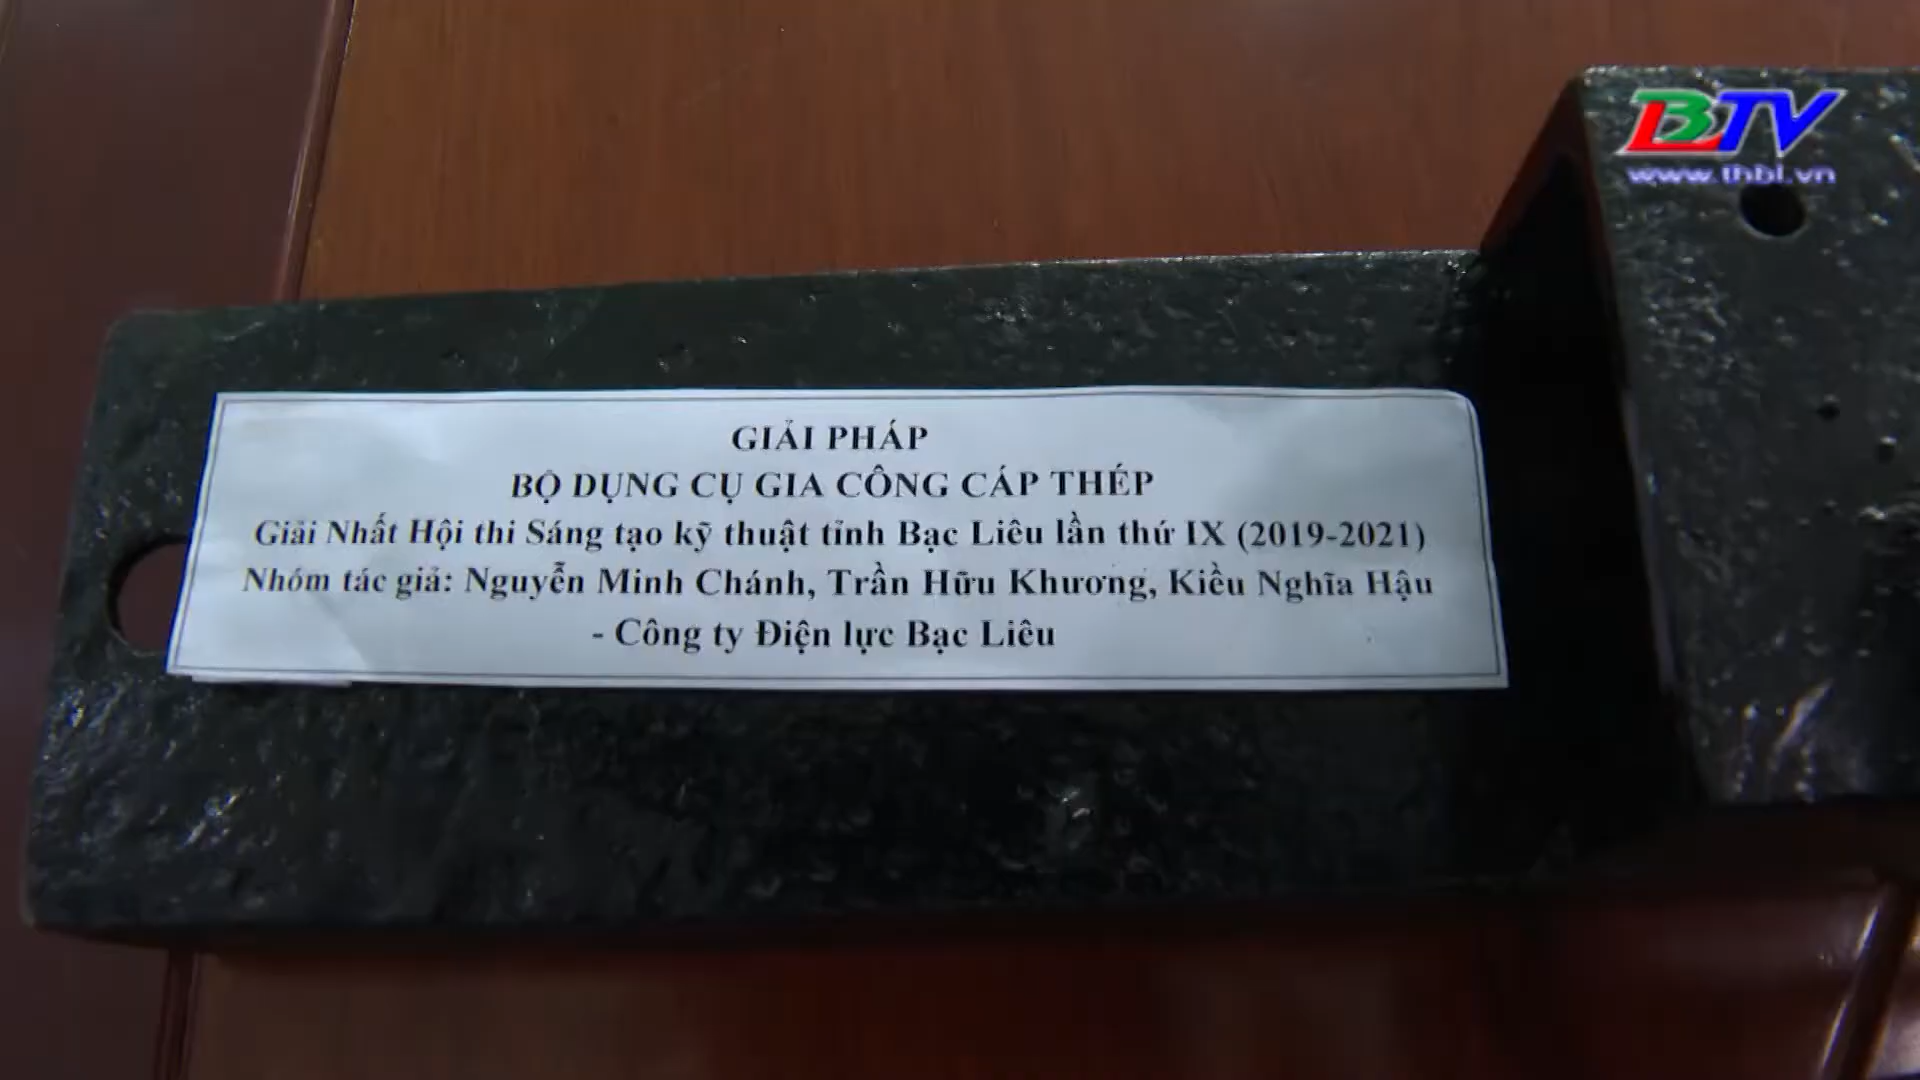 BTV
www.thbl.vn
GIẢI PHÁP
BỘ DỤNG CỤ GIA CÔNG CÁP THÉP
Giải Nhất Hội thi Sáng tạo kỹ thuật tỉnh Bạc Liêu lần thứ IX (2019-2021)
Nhóm tác giả: Nguyễn Minh Chánh, Trần Hữu Khương, Kiều Nghĩa Hậu
- Công ty Điện lực Bạc Liêu